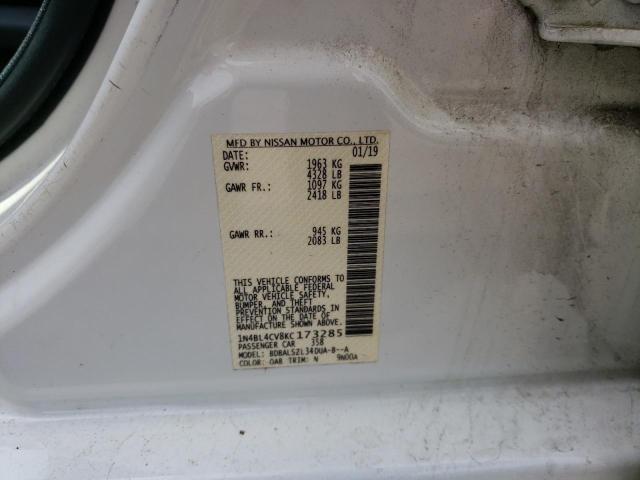 MFD BY NISSAN MOTOR CO., LTD.
DATE: 01/19
GVWR: 1963 KG
4328 LB
GAWR FR.: 1097 KG
2418 LB
GAWR RR.: 945 KG
2083 LB
THIS VEHICLE CONFORMS TO
ALL APPLICABLE FEDERAL
MOTOR VEHICLE SAFETY,
BUMPER, AND THEFT
PREVENTION STANDARDS IN
EFFECT ON THE DATE OF
MANUFACTURE SHOWN ABOVE.
1N4BL4CV8KC173285
PASSENGER CAR 358
MODEL: BDBALSZL34DUA-B--A
COLOR: QAB TRIM: N 9N00A